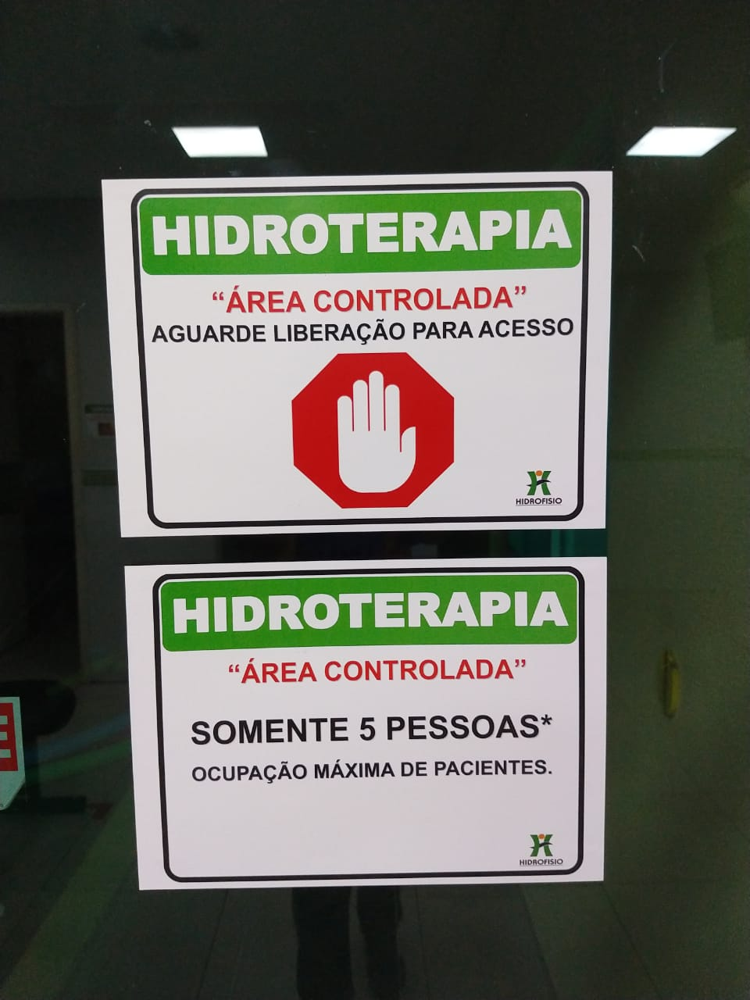 HIDROTERAPIA
“ÁREA CONTROLADA”
AGUARDE LIBERAÇÃO PARA ACESSO
HIDROFISIO
HIDROTERAPIA
“ÁREA CONTROLADA”
SOMENTE 5 PESSOAS*
OCUPAÇÃO MÁXIMA DE PACIENTES.
HIDROFISIO